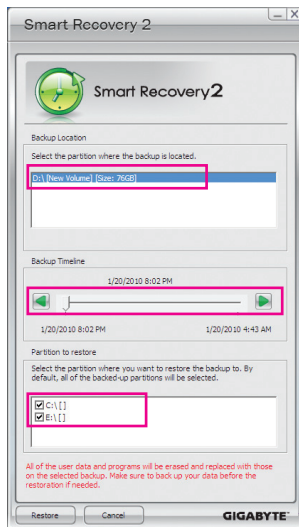 Smart Recovery 2
Smart Recovery2
Backup Location
Select the partition where the backup is located.
D:\ [New Volume] [Size: 76GB]
Backup Timeline
1/20/2010 8:02 PM
1/20/2010 8:02 PM 1/20/2010 4:43 AM
Partition to restore
Select the partition where you want to restore the backup to. By
default, all of the backed-up partitions will be selected.
C:\ [ ]
E:\ [ ]
All of the user data and programs will be erased and replaced with those
on the selected backup. Make sure to back up your data before the
restoration if needed.
Restore Cancel GIGABYTE™